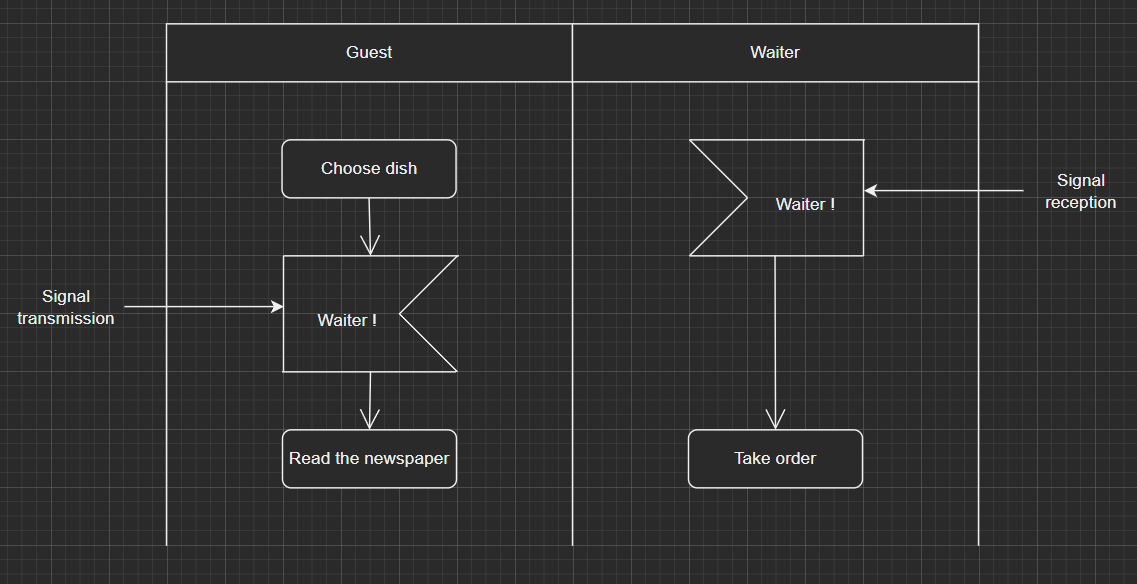 Guest
Waiter
Choose dish
Waiter !
Signal
reception
Signal
transmission
Waiter !
Read the newspaper
Take order